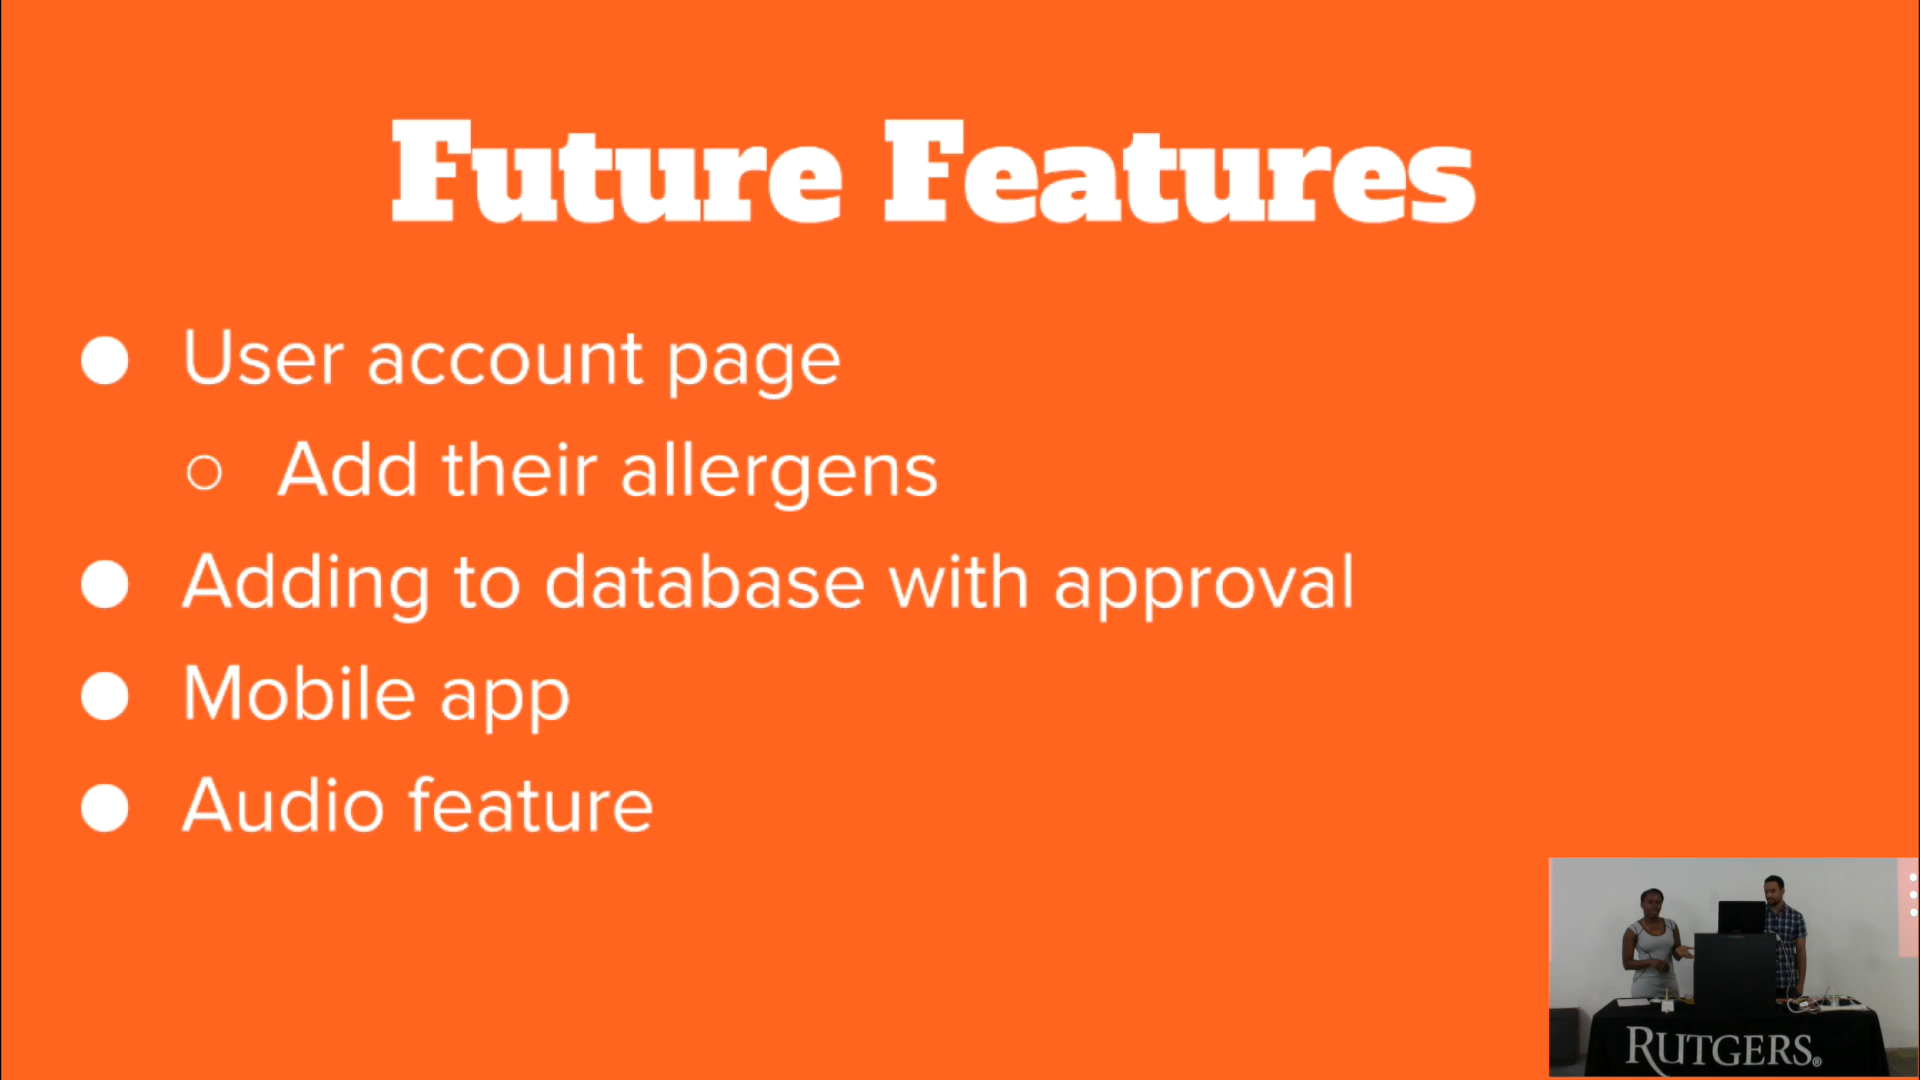 Future Features
● User account page
○ Add their allergens
● Adding to database with approval
● Mobile app
● Audio feature
RUTGERS®